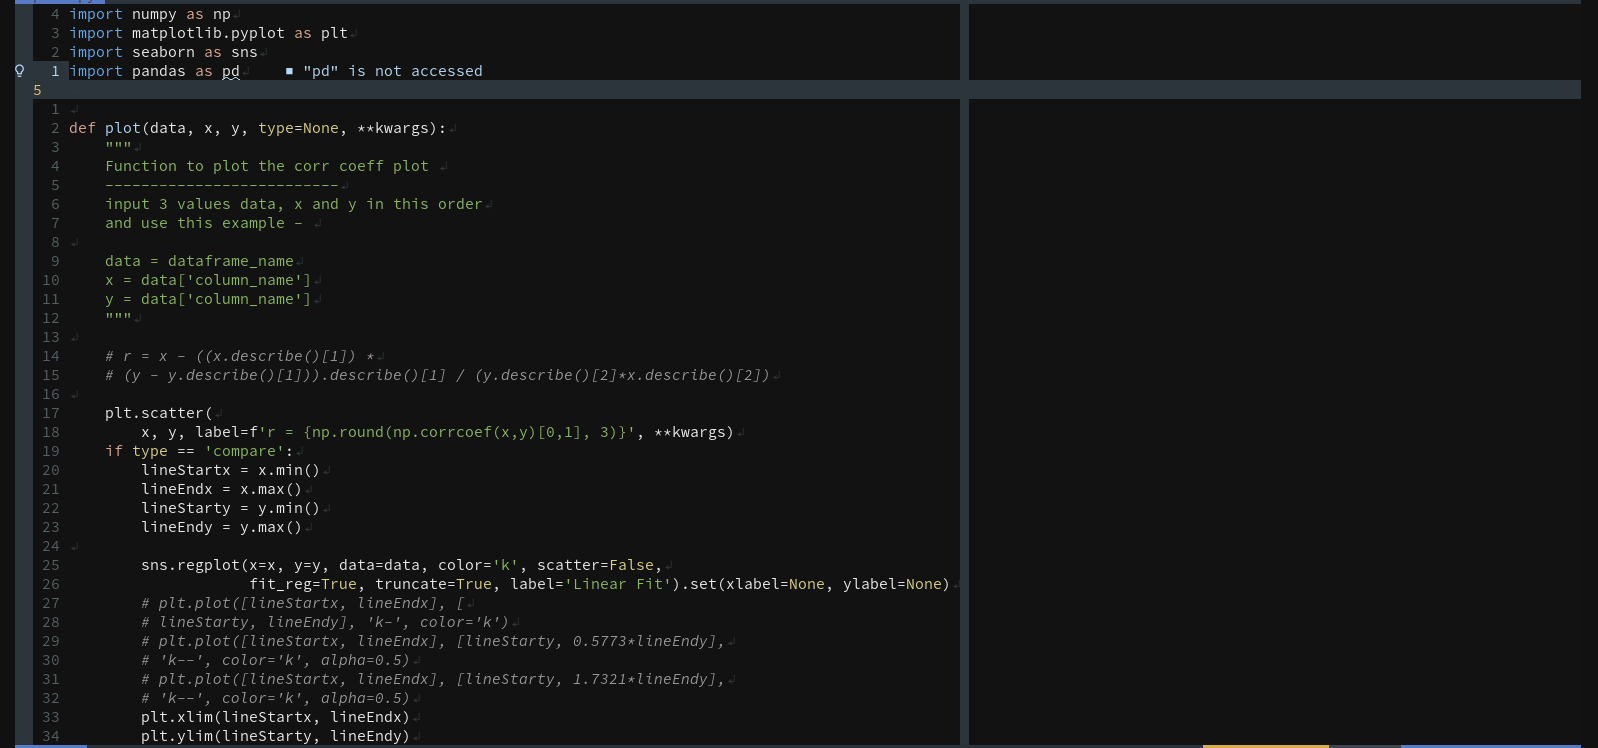 4 import numpy as np
3 import matplotlib.pyplot as plt
2 import seaborn as sns
1 import pandas as pd ■ "pd" is not accessed
5
1
2 def plot(data, x, y, type=None, **kwargs):
3     """
4     Function to plot the corr coeff plot
5     --------------------------
6     input 3 values data, x and y in this order
7     and use this example -
8
9     data = dataframe_name
10     x = data['column_name']
11     y = data['column_name']
12     """
13
14     # r = x - ((x.describe()[1]) *
15     # (y - y.describe()[1])).describe()[1] / (y.describe()[2]*x.describe()[2])
16
17     plt.scatter(
18         x, y, label=f'r = {np.round(np.corrcoef(x,y)[0,1], 3)}', **kwargs)
19     if type == 'compare':
20         lineStartx = x.min()
21         lineEndx = x.max()
22         lineStarty = y.min()
23         lineEndy = y.max()
24
25         sns.regplot(x=x, y=y, data=data, color='k', scatter=False,
26                     fit_reg=True, truncate=True, label='Linear Fit').set(xlabel=None, ylabel=None)
27         # plt.plot([lineStartx, lineEndx], [
28         # lineStarty, lineEndy], 'k-', color='k')
29         # plt.plot([lineStartx, lineEndx], [lineStarty, 0.5773*lineEndy],
30         # 'k--', color='k', alpha=0.5)
31         # plt.plot([lineStartx, lineEndx], [lineStarty, 1.7321*lineEndy],
32         # 'k--', color='k', alpha=0.5)
33         plt.xlim(lineStartx, lineEndx)
34         plt.ylim(lineStarty, lineEndy)